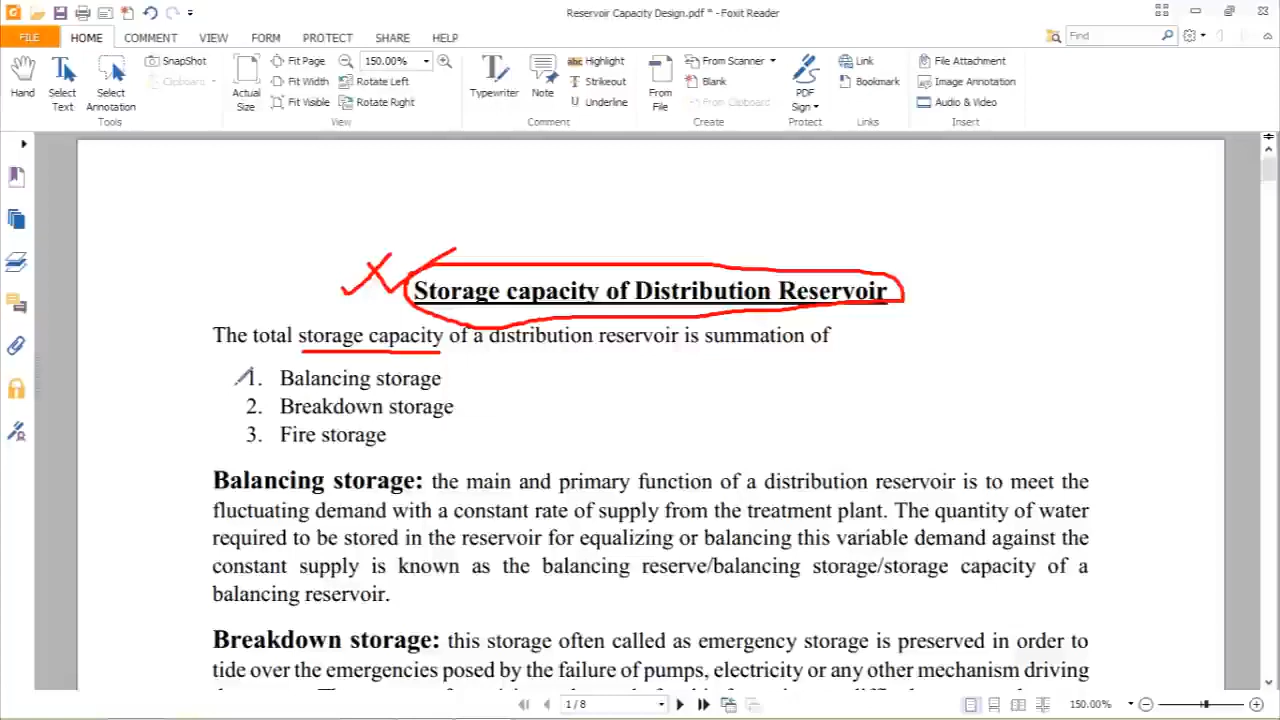 Reservoir Capacity Design.pdf * - Foxit Reader
FILE HOME COMMENT VIEW FORM PROTECT SHARE HELP Find
Hand
Select Text
Select Annotation
SnapShot
Clipboard
Tools
Actual Size
Fit Page
Fit Width
Fit Visible
150.00%
Rotate Left
Rotate Right
View
Typewriter
Note
Highlight
Strikeout
Underline
Comment
From File
From Scanner
Blank
From Clipboard
Create
PDF Sign
Protect
Link
Bookmark
Links
File Attachment
Image Annotation
Audio & Video
Insert
Storage capacity of Distribution Reservoir
The total storage capacity of a distribution reservoir is summation of
1. Balancing storage
2. Breakdown storage
3. Fire storage
Balancing storage: the main and primary function of a distribution reservoir is to meet the
fluctuating demand with a constant rate of supply from the treatment plant. The quantity of water
required to be stored in the reservoir for equalizing or balancing this variable demand against the
constant supply is known as the balancing reserve/balancing storage/storage capacity of a
balancing reservoir.
Breakdown storage: this storage often called as emergency storage is preserved in order to
tide over the emergencies posed by the failure of pumps, electricity or any other mechanism driving
1 / 8
150.00%